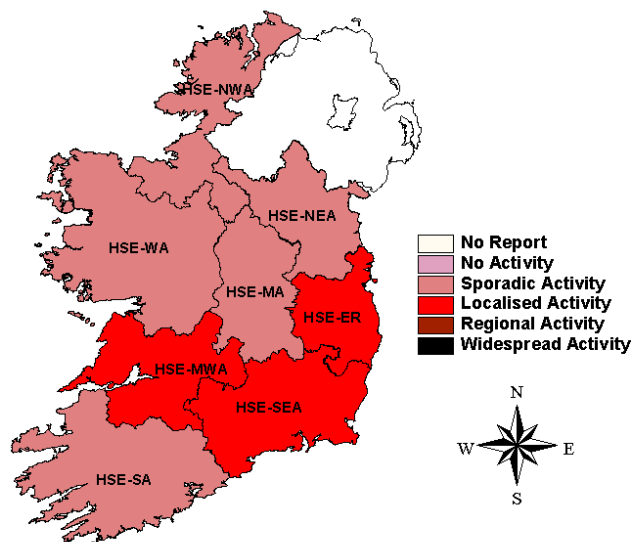 HSE-NWA
HSE-NEA
HSE-WA
HSE-MA
HSE-ER
HSE-MWA
HSE-SEA
HSE-SA
No Report
No Activity
Sporadic Activity
Localised Activity
Regional Activity
Widespread Activity
N
W E
S